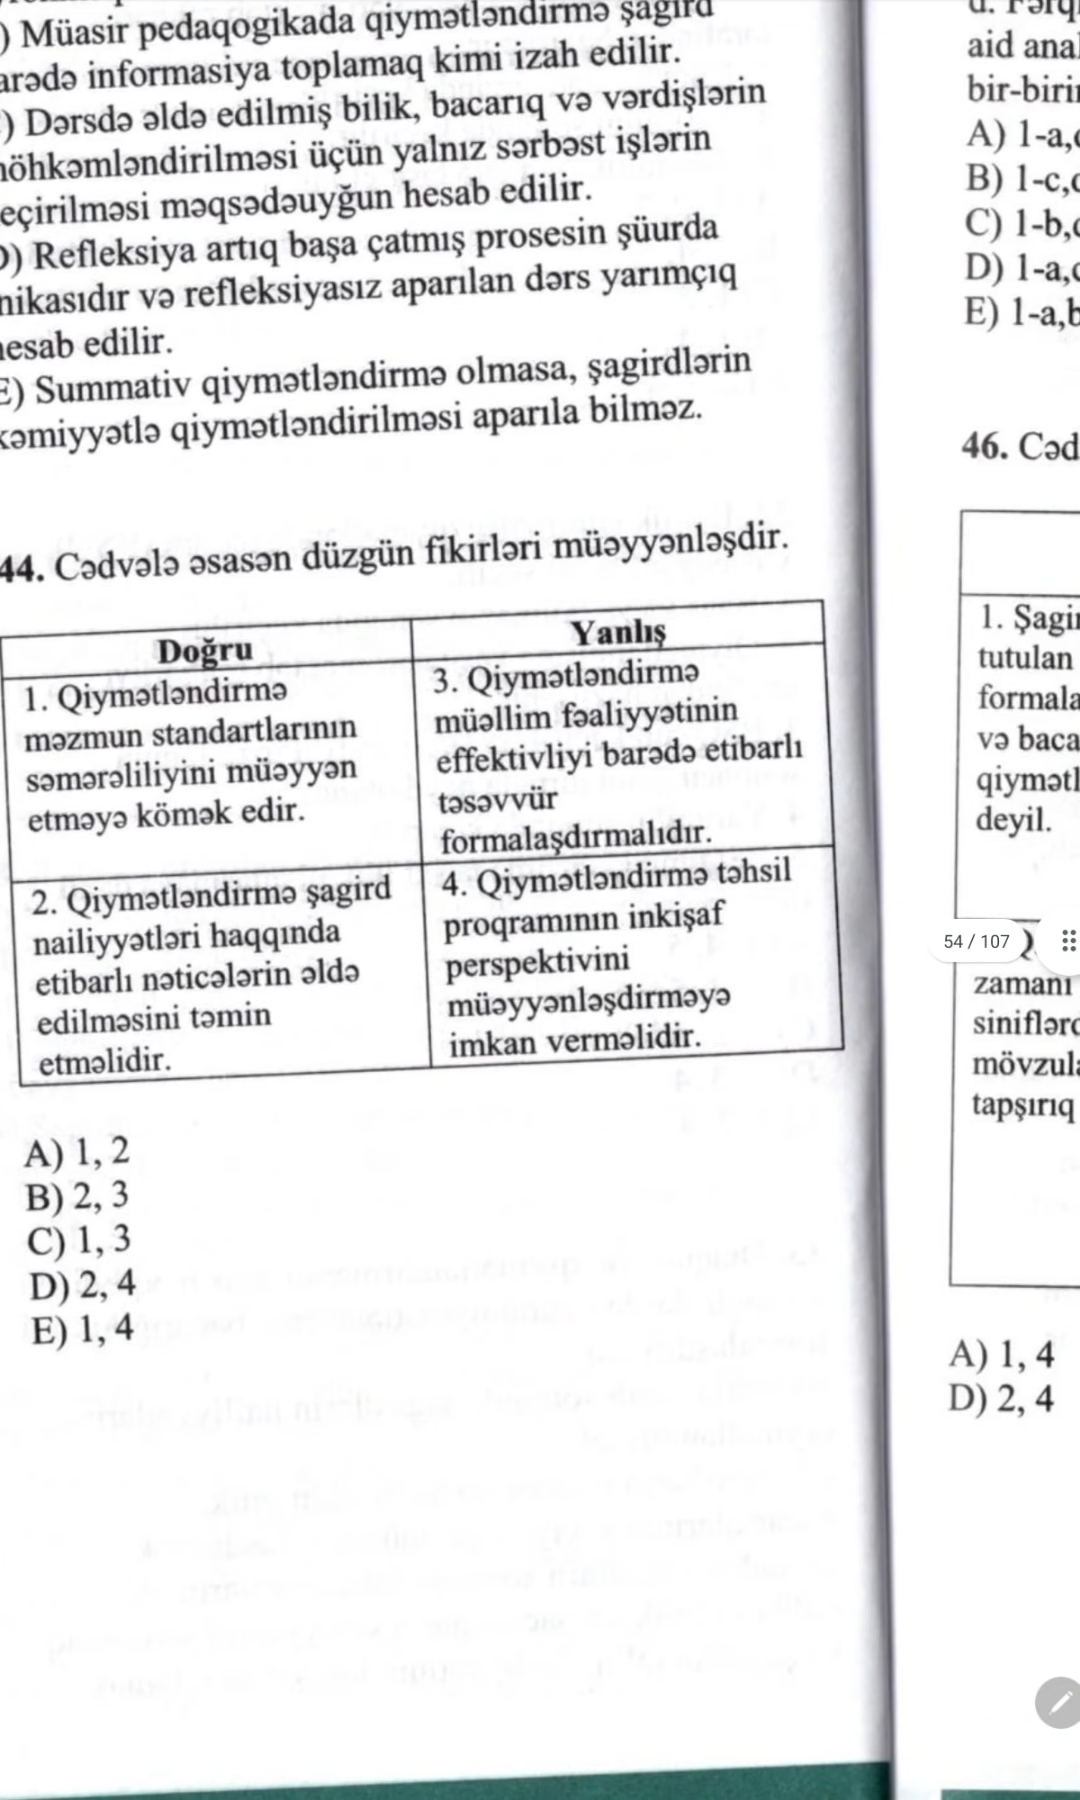 ) Müasir pedaqogikada qiymətləndirmə şagird
arədə informasiya toplamaq kimi izah edilir.
) Dərsdə əldə edilmiş bilik, bacarıq və vərdişlərin
möhkəmləndirilməsi üçün yalnız sərbəst işlərin
eçirilməsi məqsədəuyğun hesab edilir.
D) Refleksiya artıq başa çatmış prosesin şüurda
nikasıdır və refleksiyasız aparılan dərs yarımçıq
hesab edilir.
E) Summativ qiymətləndirmə olmasa, şagirdlərin
kəmiyyətlə qiymətləndirilməsi aparıla bilməz.
44. Cədvələ əsasən düzgün fikirləri müəyyənləşdir.
Doğru
1. Qiymətləndirmə
məzmun standartlarının
səmərəliliyini müəyyən
etməyə kömək edir.
2. Qiymətləndirmə şagird
nailiyyətləri haqqında
etibarlı nəticələrin əldə
edilməsini təmin
etməlidir.
Yanlış
3. Qiymətləndirmə
müəllim fəaliyyətinin
effektivliyi barədə etibarlı
təsəvvür
formalaşdırmalıdır.
4. Qiymətləndirmə təhsil
proqramının inkişaf
perspektivini
müəyyənləşdirməyə
imkan verməlidir.
A) 1, 2
B) 2, 3
C) 1, 3
D) 2, 4
E) 1, 4
aid anal
bir-birin
A) 1-a,
B) 1-c,
C) 1-b,
D) 1-a,
E) 1-a,b
46. Cəd
1. Şagir
tutulan
formala
və baca
qiymətl
deyil.
54 / 107
zamanı
siniflərd
mövzula
tapşırıq
A) 1, 4
D) 2, 4